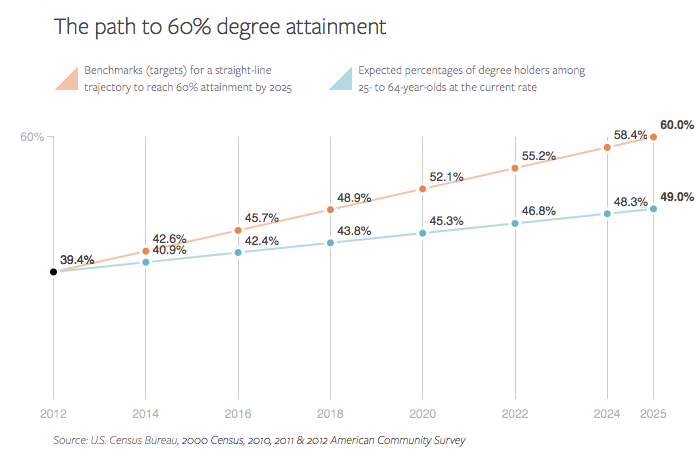 The path to 60% degree attainment
Benchmarks (targets) for a straight-line
trajectory to reach 60% attainment by 2025
Expected percentages of degree holders among
25- to 64-year-olds at the current rate
60%
39.4%
42.6%
45.7%
48.9%
52.1%
55.2%
58.4%
60.0%
40.9%
42.4%
43.8%
45.3%
46.8%
48.3%
49.0%
2012 2014 2016 2018 2020 2022 2024 2025
Source: U.S. Census Bureau, 2000 Census, 2010, 2011 & 2012 American Community Survey